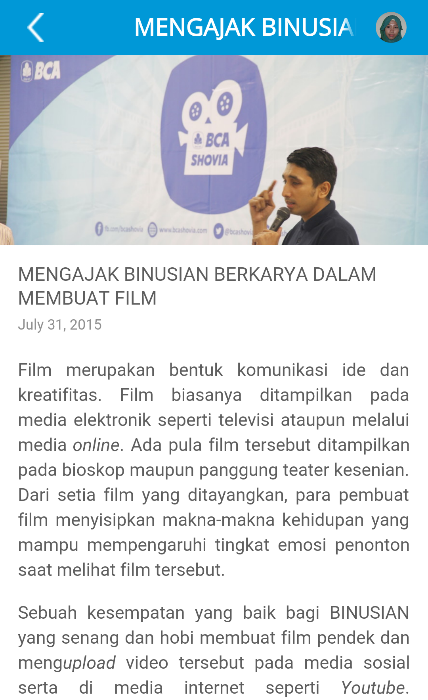 MENGAJAK BINUSIA
BCA
BCA
SHOVIA
fb.com/bcashovia
www.bcashovia.com
@bcashovia
MENGAJAK BINUSIAN BERKARYA DALAM
MEMBUAT FILM
July 31, 2015
Film merupakan bentuk komunikasi ide dan
kreatifitas. Film biasanya ditampilkan pada
media elektronik seperti televisi ataupun melalui
media online. Ada pula film tersebut ditampilkan
pada bioskop maupun panggung teater kesenian.
Dari setia film yang ditayangkan, para pembuat
film menyisipkan makna-makna kehidupan yang
mampu mempengaruhi tingkat emosi penonton
saat melihat film tersebut.
Sebuah kesempatan yang baik bagi BINUSIAN
yang senang dan hobi membuat film pendek dan
mengupload video tersebut pada media sosial
serta di media internet seperti Youtube.